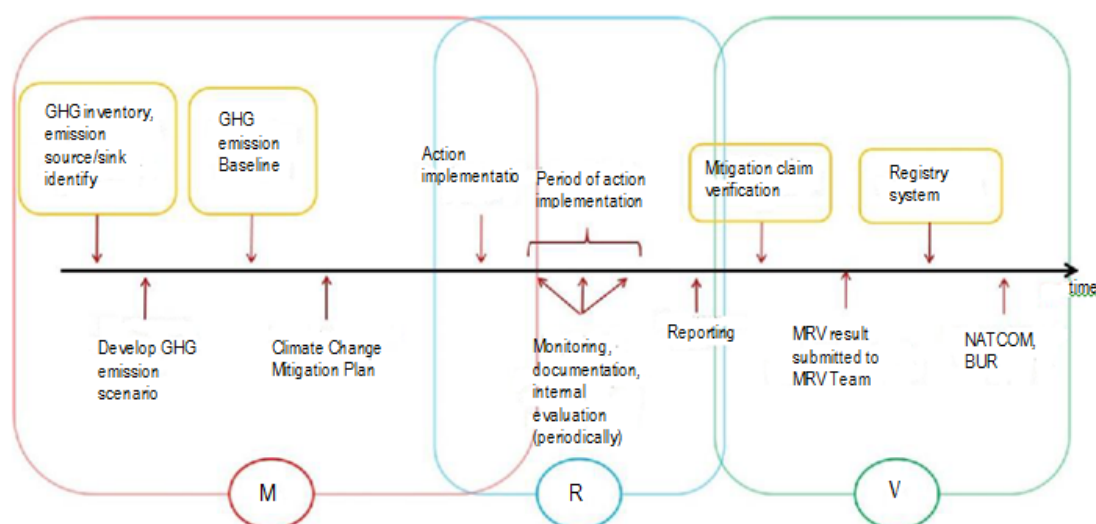 GHG inventory,
emission
source/sink
identify
GHG
emission
Baseline
Action
implementatio
Period of action
implementation
Mitigation claim
verification
Registry
system
time
Develop GHG
emission
scenario
Climate Change
Mitigation Plan
Monitoring,
documentation,
internal
evaluation
(periodically)
Reporting
MRV result
submitted to
MRV Team
NATCOM,
BUR
M
R
V